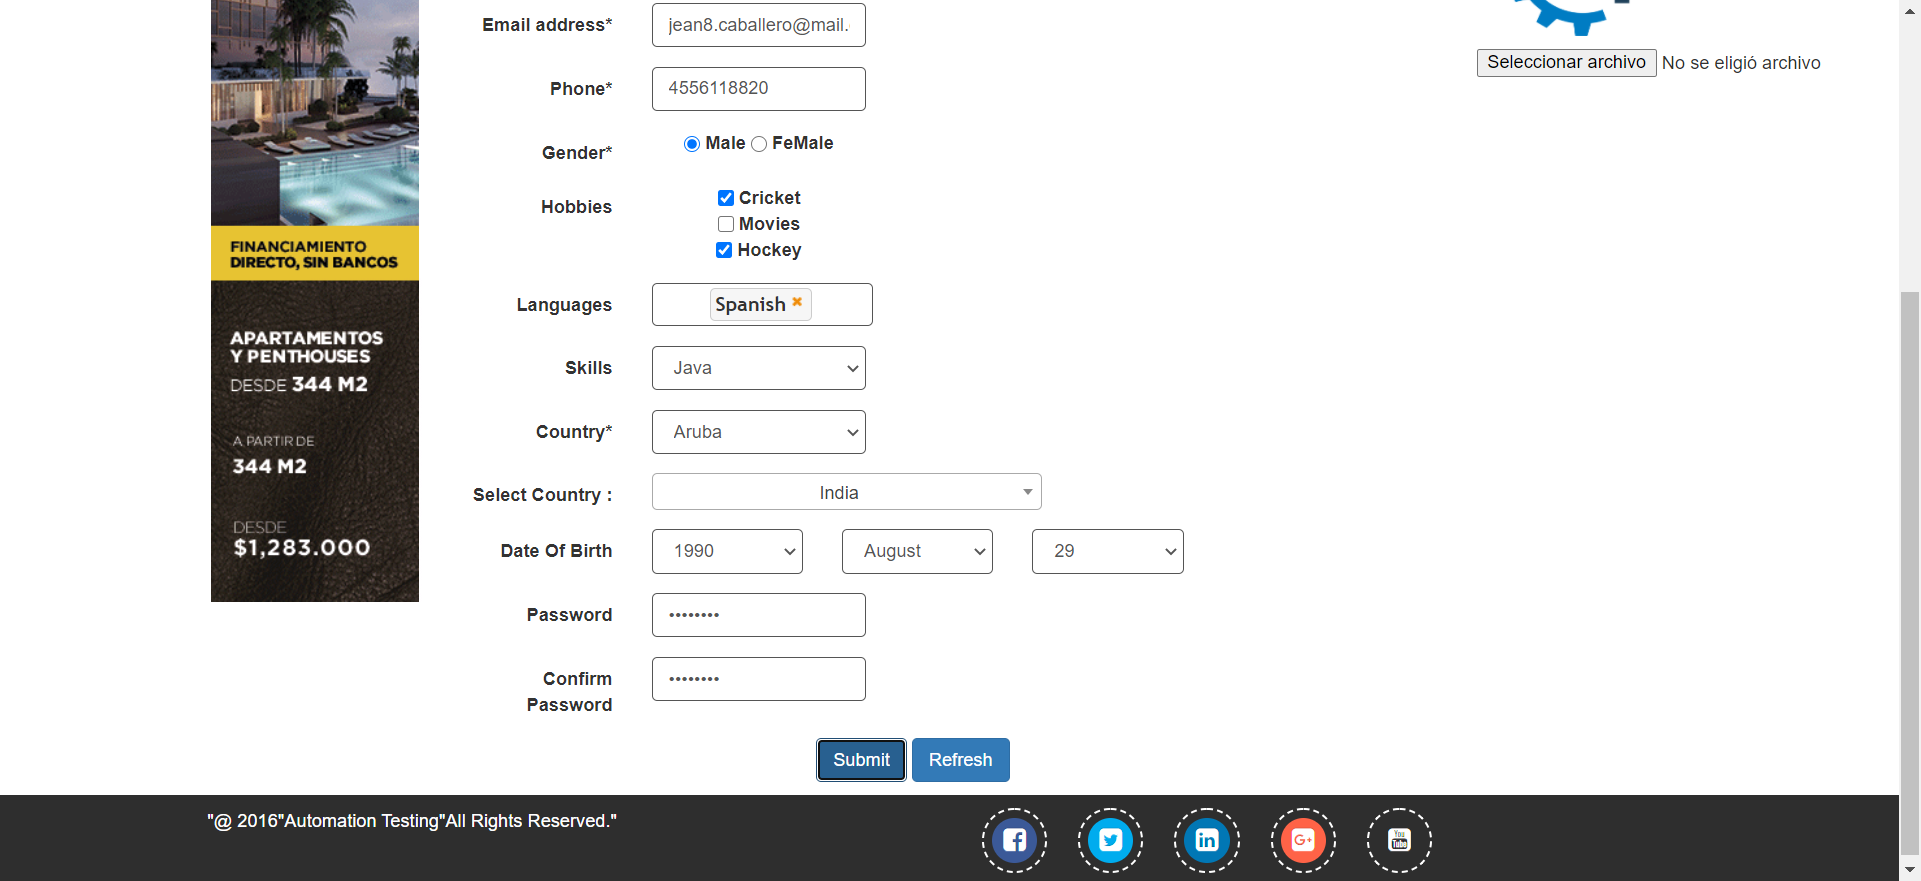 FINANCIAMIENTO
DIRECTO, SIN BANCOS
APARTAMENTOS
Y PENTHOUSES
DESDE 344 M2
A PARTIR DE
344 M2
DESDE
$1,283.000
Email address*
jean8.caballero@mail.
Phone*
4556118820
Gender*
Male FeMale
Hobbies
Cricket
Movies
Hockey
Languages
Spanish
Skills
Java
Country*
Aruba
Select Country :
India
Date Of Birth
1990 August 29
Password
••••••••
Confirm
Password
••••••••
Submit Refresh
Seleccionar archivo No se eligió archivo
"@ 2016"Automation Testing"All Rights Reserved."
f in G+ You Tube